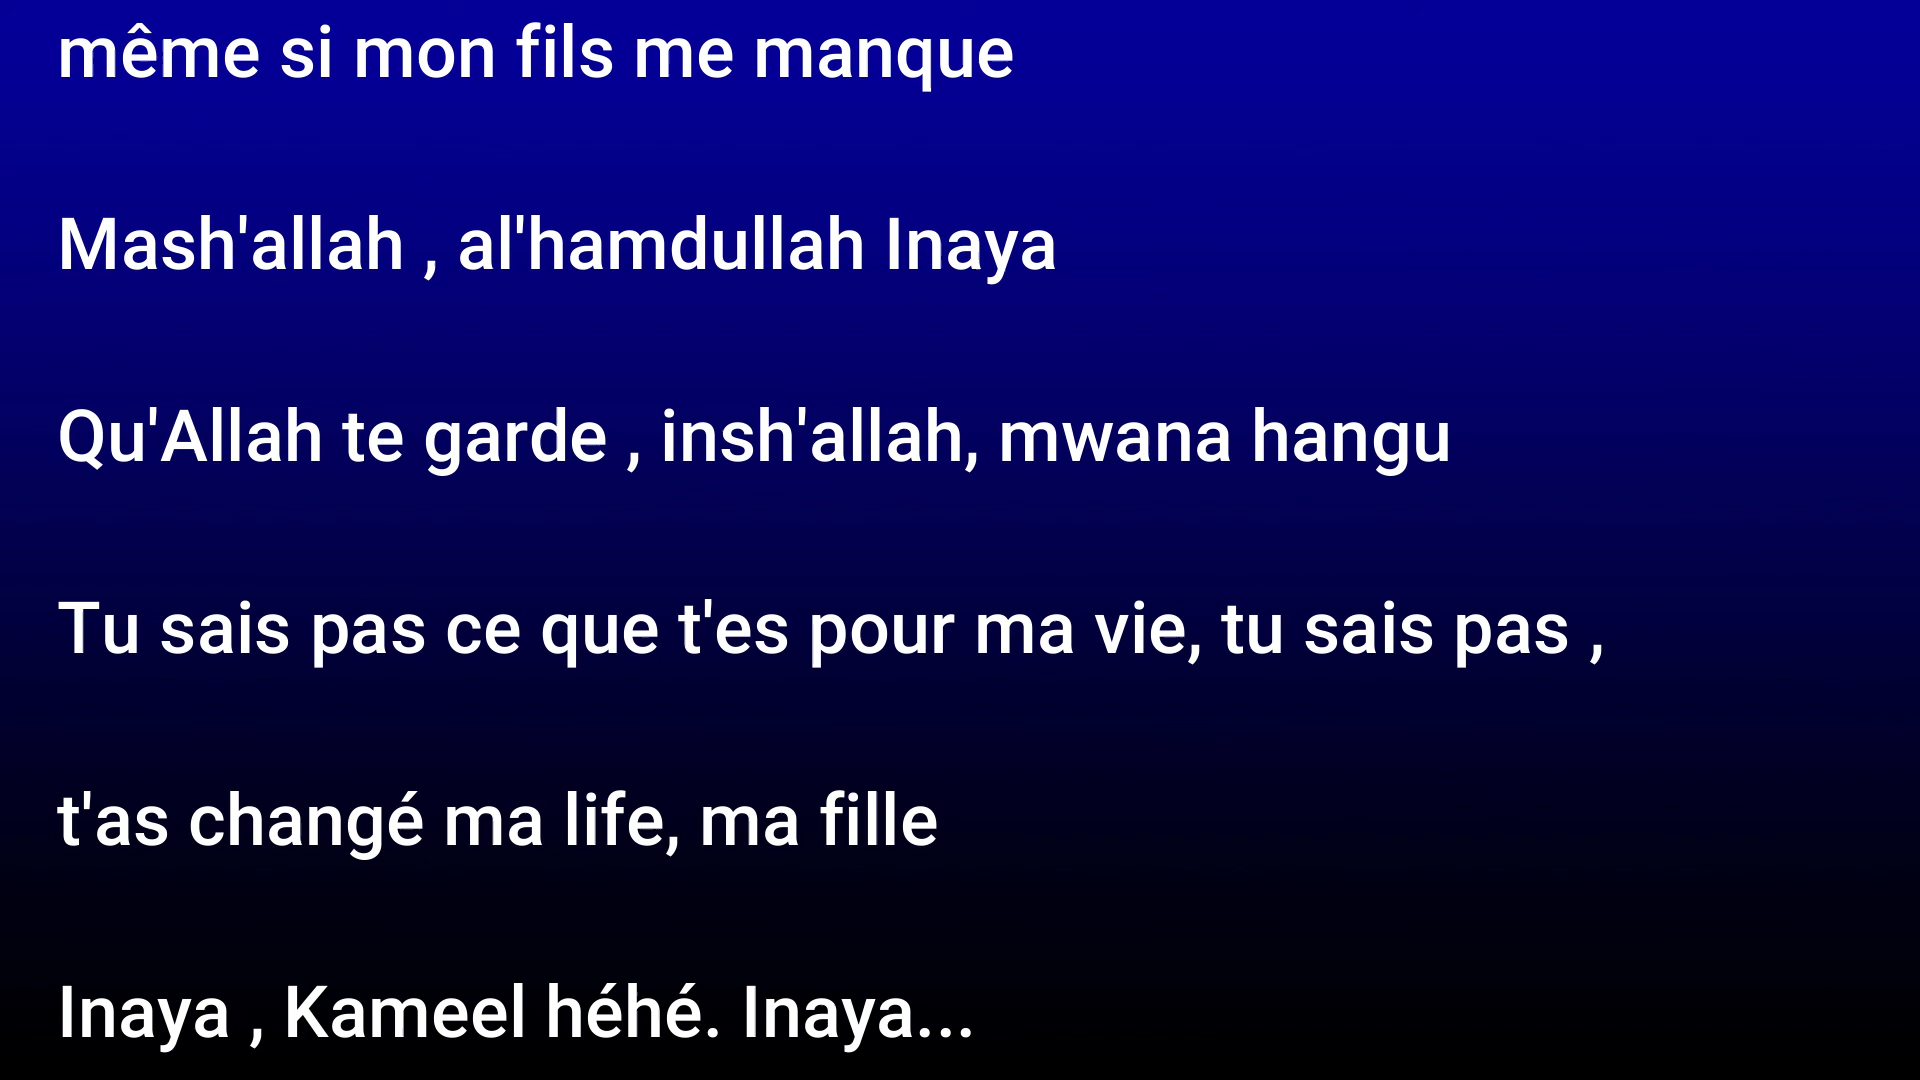 même si mon fils me manque
Mash'allah , al'hamdullah Inaya
Qu'Allah te garde , insh'allah, mwana hangu
Tu sais pas ce que t'es pour ma vie, tu sais pas ,
t'as changé ma life, ma fille
Inaya , Kameel héhé. Inaya...